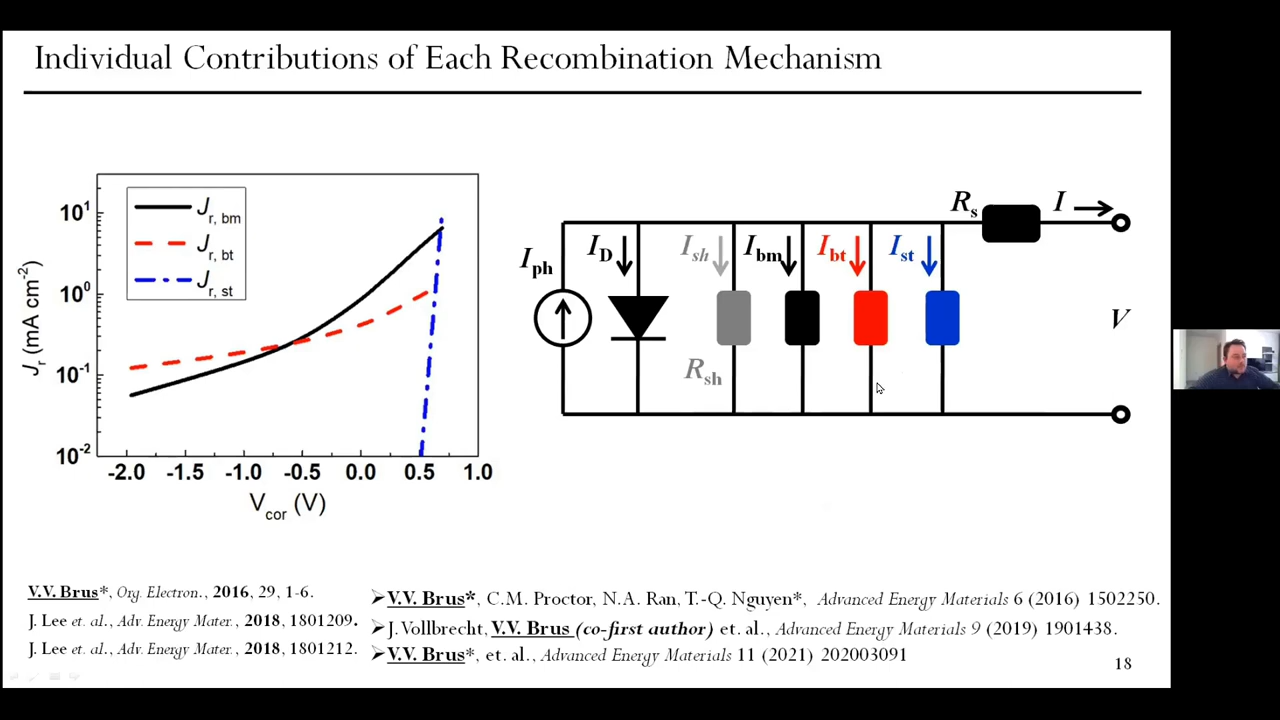 Individual Contributions of Each Recombination Mechanism
J r, bm
J r, bt
J r, st
10^1
10^0
10^-1
10^-2
J_r (mA cm^-2)
-2.0 -1.5 -1.0 -0.5 0.0 0.5 1.0
V_cor (V)
I_ph
I_D
I_sh
I_bm
I_bt
I_st
R_s
I
R_sh
V
V.V. Brus*, Org. Electron., 2016, 29, 1-6.
J. Lee et. al., Adv. Energy Mater., 2018, 1801209.
J. Lee et. al., Adv. Energy Mater., 2018, 1801212.
➢V.V. Brus*, C.M. Proctor, N.A. Ran, T.-Q. Nguyen*, Advanced Energy Materials 6 (2016) 1502250.
➢J. Vollbrecht, V.V. Brus (co-first author) et. al., Advanced Energy Materials 9 (2019) 1901438.
➢V.V. Brus*, et. al., Advanced Energy Materials 11 (2021) 202003091
18